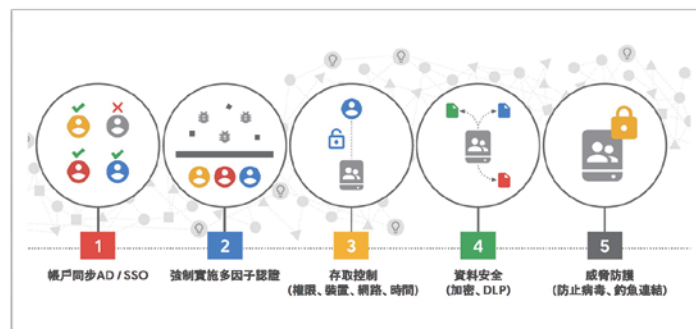 1
帳戶同步AD / SSO
2
強制實施多因子認證
3
存取控制
(權限、裝置、網路、時間)
4
資料安全
(加密、DLP)
5
威脅防護
(防止病毒、釣魚連結)